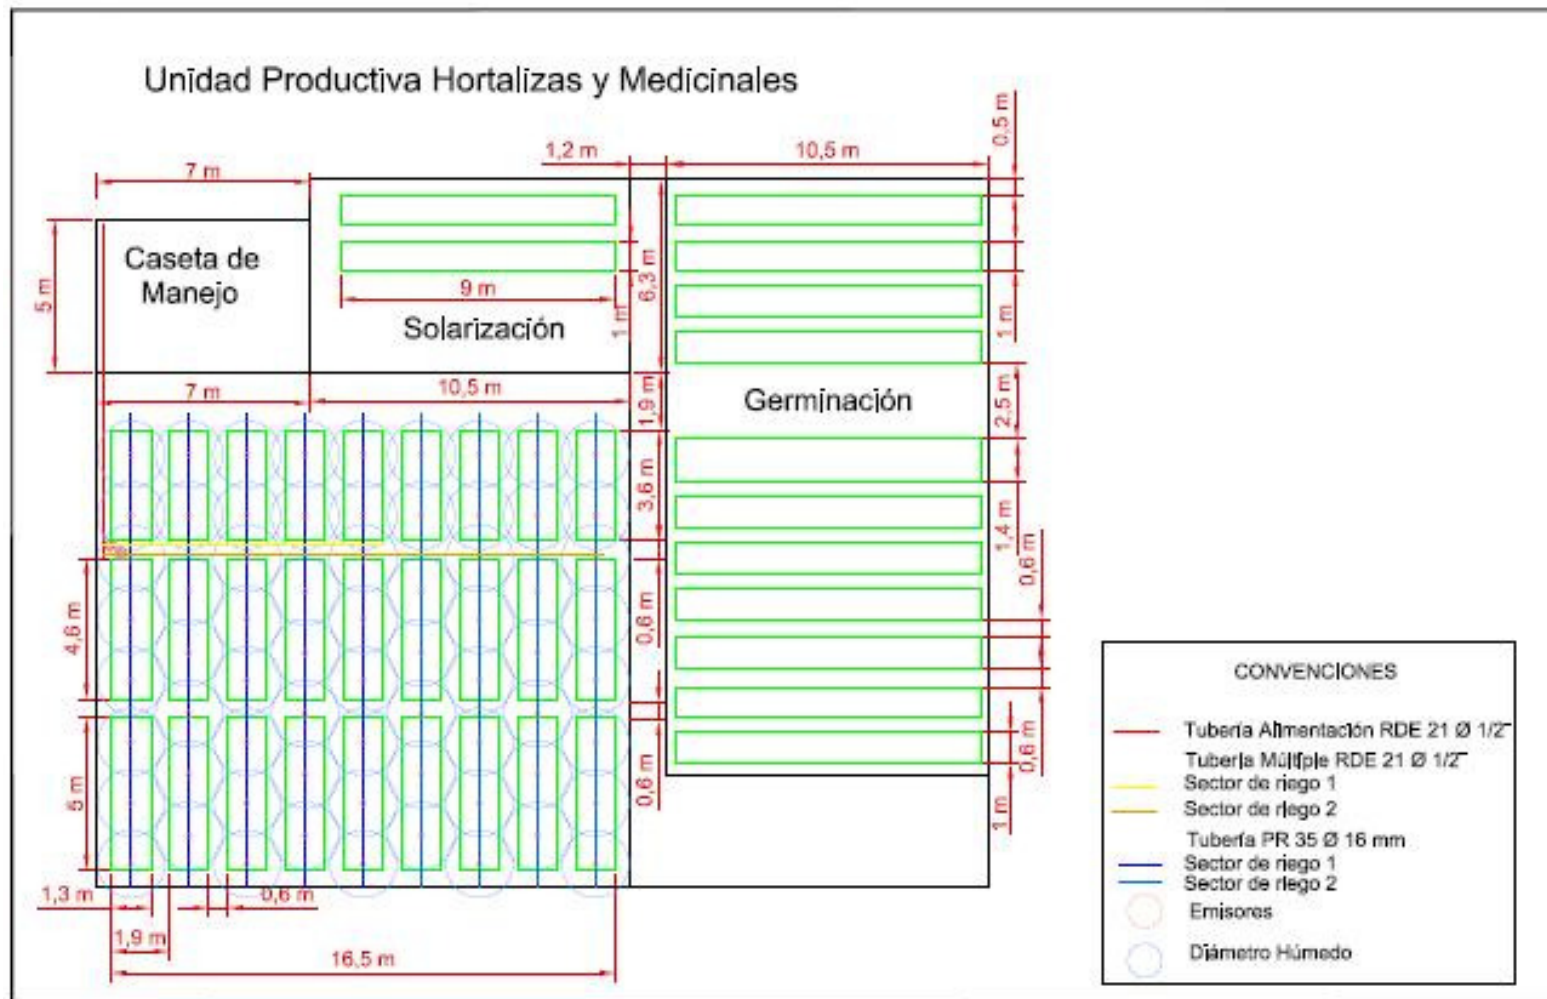 Unidad Productiva Hortalizas y Medicinales
0,5 m
1,2 m
10,5 m
7 m
Caseta de
Manejo
5 m
9 m
1 m
6,3 m
Solarización
1 m
7 m
10,5 m
1,9 m
Germinación
2,5 m
3,6 m
1,4 m
0,6 m
4,6 m
0,6 m
5 m
0,6 m
0,6 m
1 m
1,3 m
0,6 m
1,9 m
16,5 m
CONVENCIONES
Tubería Alimentación RDE 21 Ø 1/2"
Tubería Múltiple RDE 21 Ø 1/2"
Sector de riego 1
Sector de riego 2
Tubería PR 35 Ø 16 mm
Sector de riego 1
Sector de riego 2
Emisores
Diámetro Húmedo